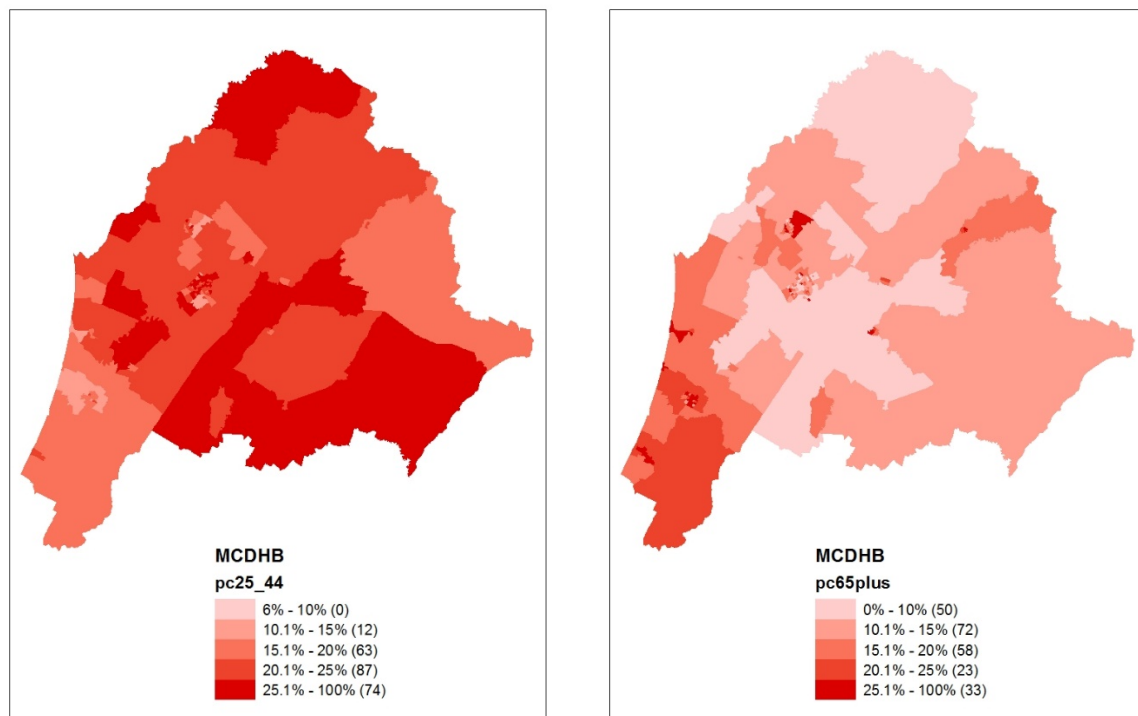 MCDHB
pc25_44
6% - 10% (0)
10.1% - 15% (12)
15.1% - 20% (63)
20.1% - 25% (87)
25.1% - 100% (74)
MCDHB
pc65plus
0% - 10% (50)
10.1% - 15% (72)
15.1% - 20% (58)
20.1% - 25% (23)
25.1% - 100% (33)